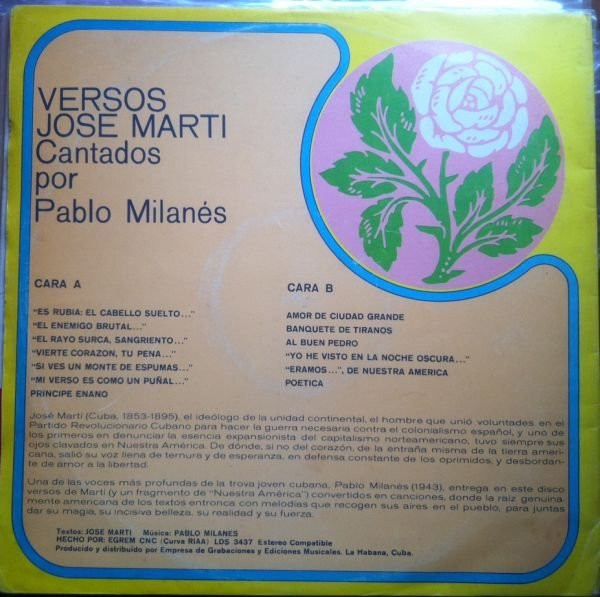 VERSOS
JOSE MARTI
Cantados
por
Pablo Milanés
CARA A
"ES RUBIA: EL CABELLO SUELTO..."
"EL ENEMIGO BRUTAL..."
"EL RAYO SURCA, SANGRIENTO..."
"VIERTE CORAZON, TU PENA..."
"SI VES UN MONTE DE ESPUMAS..."
"MI VERSO ES COMO UN PUÑAL..."
PRINCIPE ENANO
CARA B
AMOR DE CIUDAD GRANDE
BANQUETE DE TIRANOS
AL BUEN PEDRO
"YO HE VISTO EN LA NOCHE OSCURA..."
"ERAMOS...", DE NUESTRA AMERICA
POETICA
José Martí (Cuba, 1853-1895), el ideólogo de la unidad continental, el hombre que unió voluntades en el
Partido Revolucionario Cubano para hacer la guerra necesaria contra el colonialismo español, y uno de
los primeros en denunciar la esencia expansionista del capitalismo norteamericano, tuvo siempre sus
ojos clavados en Nuestra América. De dónde, si no del corazón, de la entraña misma de la tierra ameri-
cana, salió su voz llena de ternura y de esperanza, en defensa constante de los oprimidos, y desbordan-
te de amor a la libertad.
Una de las voces más profundas de la trova joven cubana, Pablo Milanés (1943), entrega en este disco
versos de Martí (y un fragmento de "Nuestra América") convertidos en canciones, donde la raíz genuina-
mente americana de los textos entronca con melodías que recogen sus aires en el pueblo, para juntas
dar su magia, su incisiva belleza, su realidad y su fuerza.
Textos: JOSE MARTI Música: PABLO MILANES
HECHO POR: EGREM CNC (Curva RIAA) LDS 3437 Estereo Compatible
Producido y distribuido por Empresa de Grabaciones y Ediciones Musicales. La Habana, Cuba.